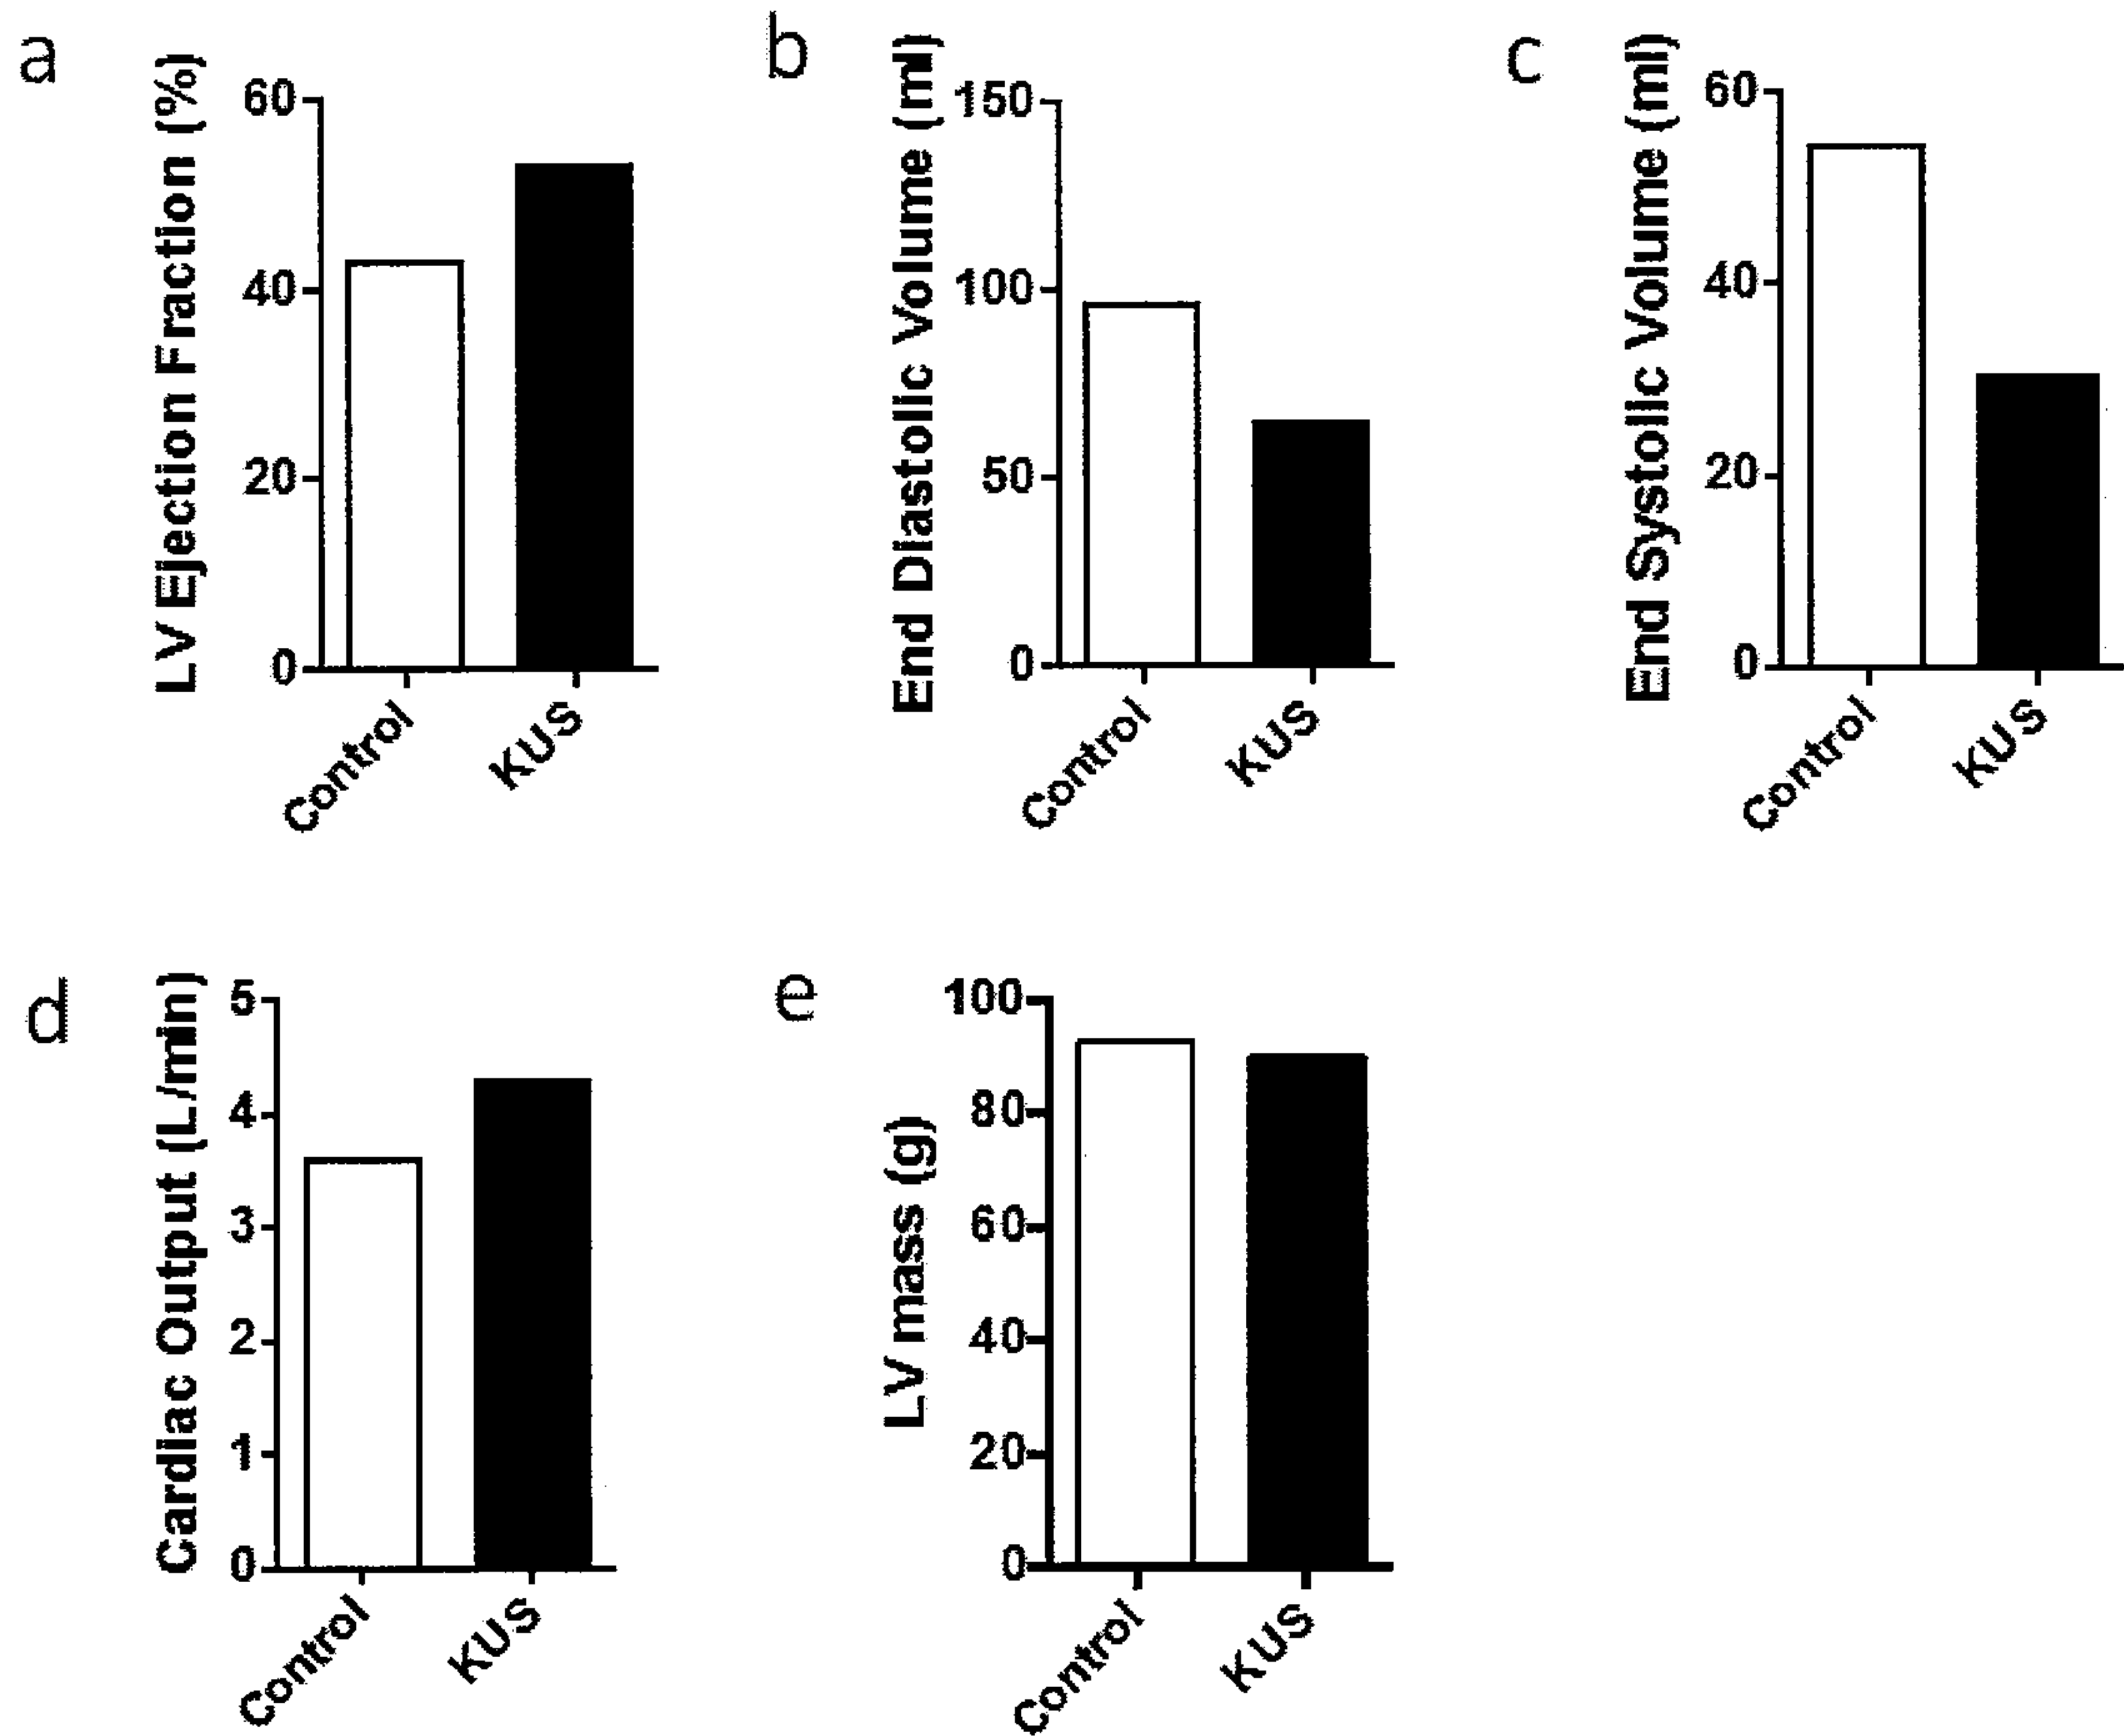 a
LV Ejection Fraction (%)
60
40
20
0
Control
KUS
b
End Diastolic Volume (ml)
150
100
50
0
Control
KUS
c
End Systolic Volume (ml)
60
40
20
0
Control
KUS
d
Cardiac Output (L/min)
5
4
3
2
1
0
Control
KUS
e
LV mass (g)
100
80
60
40
20
0
Control
KUS